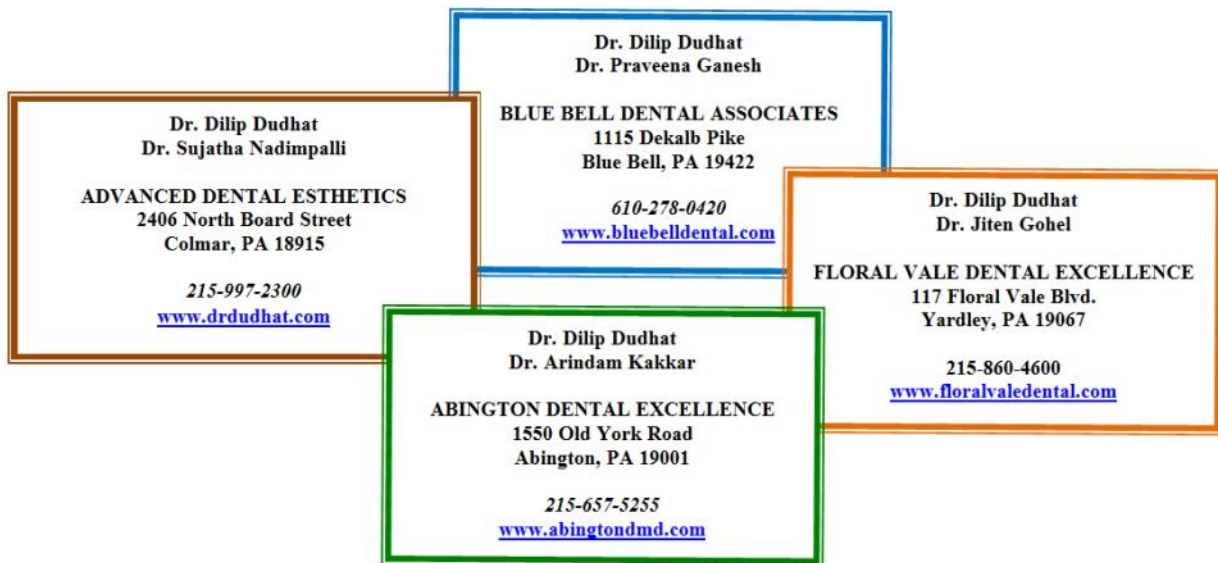 Dr. Dilip Dudhat
Dr. Praveena Ganesh
BLUE BELL DENTAL ASSOCIATES
1115 Dekalb Pike
Blue Bell, PA 19422
610-278-0420
www.bluebelldental.com
Dr. Dilip Dudhat
Dr. Sujatha Nadimpalli
ADVANCED DENTAL ESTHETICS
2406 North Board Street
Colmar, PA 18915
215-997-2300
www.drdudhat.com
Dr. Dilip Dudhat
Dr. Jiten Gohel
FLORAL VALE DENTAL EXCELLENCE
117 Floral Vale Blvd.
Yardley, PA 19067
215-860-4600
www.floralvaledental.com
Dr. Dilip Dudhat
Dr. Arindam Kakkar
ABINGTON DENTAL EXCELLENCE
1550 Old York Road
Abington, PA 19001
215-657-5255
www.abingtondmd.com